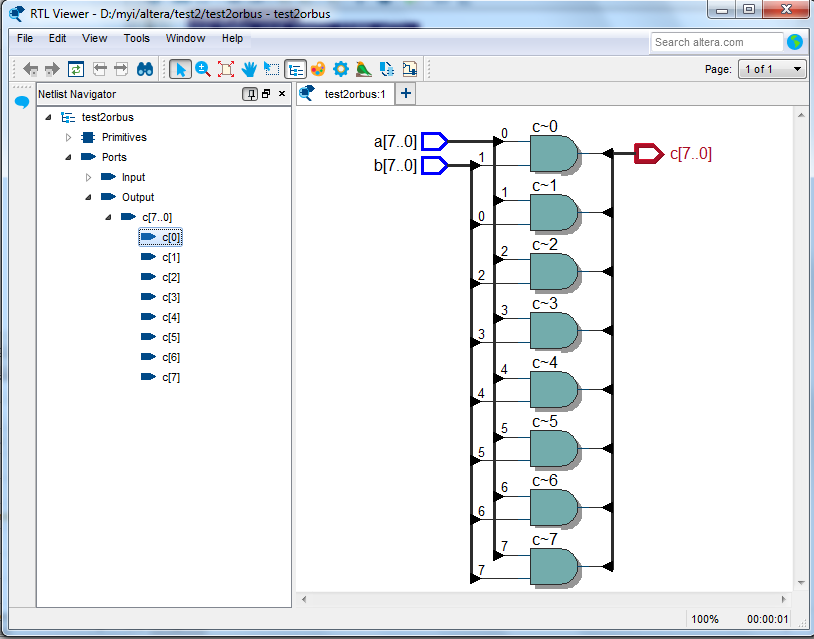 RTL Viewer - D:/myi/altera/test2/test2orbus - test2orbus
File Edit View Tools Window Help
Search altera.com
Page: 1 of 1
Netlist Navigator
test2orbus:1
test2orbus
Primitives
Ports
Input
Output
c[7..0]
c[0]
c[1]
c[2]
c[3]
c[4]
c[5]
c[6]
c[7]
a[7..0]
b[7..0]
c[7..0]
0 c~0
1
1 c~1
0
2 c~2
2
3 c~3
3
4 c~4
4
5 c~5
5
6 c~6
6
7 c~7
7
100% 00:00:01